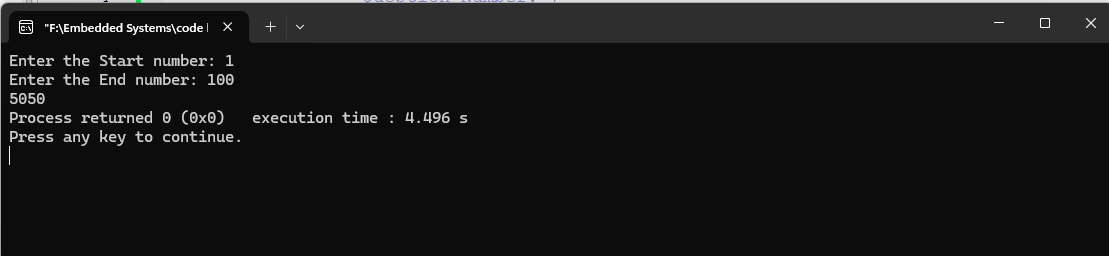 "F:\Embedded Systems\code
Enter the Start number: 1
Enter the End number: 100
5050
Process returned 0 (0x0)   execution time : 4.496 s
Press any key to continue.